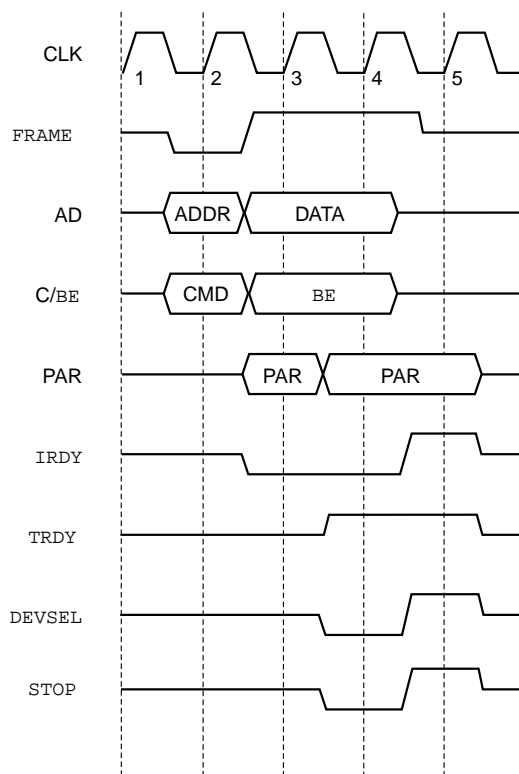 CLK
1 2 3 4 5
FRAME
AD ADDR DATA
C/BE CMD BE
PAR PAR PAR
IRDY
TRDY
DEVSEL
STOP